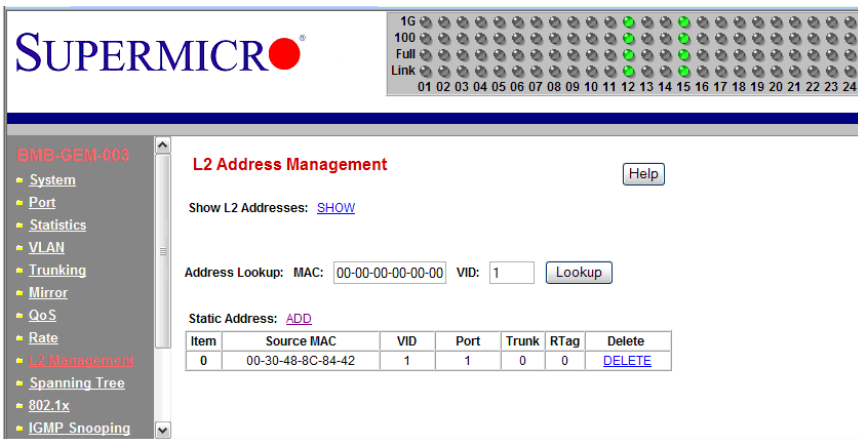 SUPERMICRO®
1G
100
Full
Link
01 02 03 04 05 06 07 08 09 10 11 12 13 14 15 16 17 18 19 20 21 22 23 24
BMB-GEM-003
System
Port
Statistics
VLAN
Trunking
Mirror
QoS
Rate
L2 Management
Spanning Tree
802.1x
IGMP Snooping
L2 Address Management
Help
Show L2 Addresses: SHOW
Address Lookup: MAC: 00-00-00-00-00-00 VID: 1 Lookup
Static Address: ADD
Item Source MAC VID Port Trunk RTag Delete
0 00-30-48-8C-84-42 1 1 0 0 DELETE